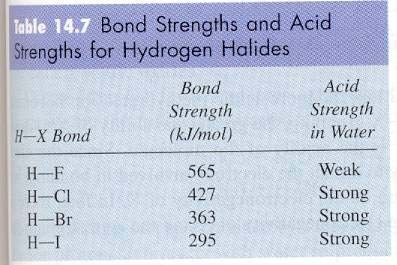 Table 14.7 Bond Strengths and Acid
Strengths for Hydrogen Halides
Bond Acid
Strength Strength
H—X Bond (kJ/mol) in Water
H—F 565 Weak
H—Cl 427 Strong
H—Br 363 Strong
H—I 295 Strong